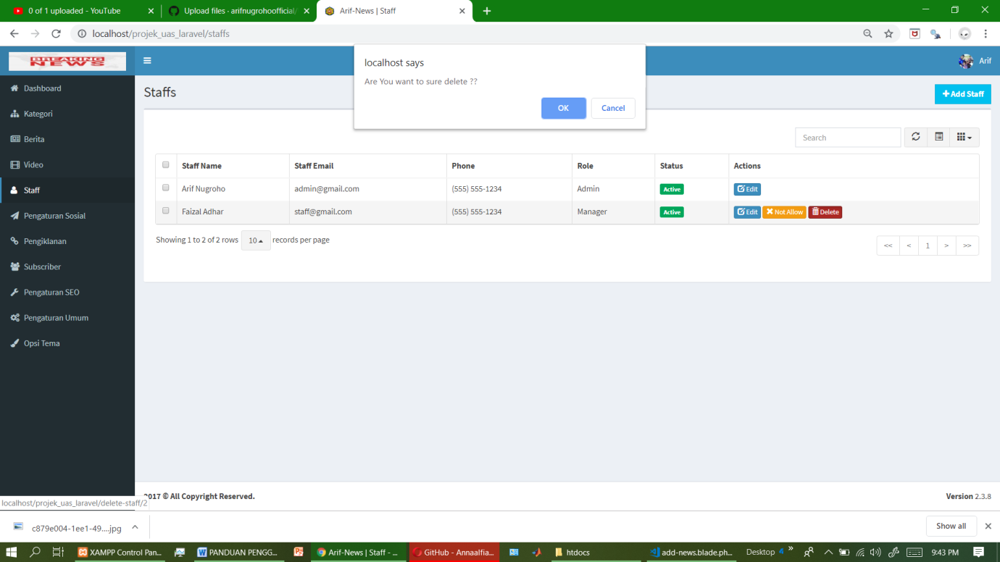 0 of 1 uploaded - YouTube
Upload files · arifnugrohoofficial/
Arif-News | Staff
localhost/projek_uas_laravel/staffs
BREAKING
NEWS
Arif
localhost says
Are You want to sure delete ??
OK
Cancel
Dashboard
Kategori
Berita
Video
Staff
Pengaturan Sosial
Pengiklanan
Subscriber
Pengaturan SEO
Pengaturan Umum
Opsi Tema
Staffs
Add Staff
Search
Staff Name Staff Email Phone Role Status Actions
Arif Nugroho admin@gmail.com (555) 555-1234 Admin Active Edit
Faizal Adhar staff@gmail.com (555) 555-1234 Manager Active Edit Not Allow Delete
Showing 1 to 2 of 2 rows 10 records per page
<< < 1 > >>
2017 © All Copyright Reserved.
Version 2.3.8
localhost/projek_uas_laravel/delete-staff/2
c879e004-1ee1-49....jpg
Show all
XAMPP Control Pan...
PANDUAN PENGG...
Arif-News | Staff - ...
GitHub - Annaalfia...
htdocs
add-news.blade.ph...
Desktop
9:43 PM